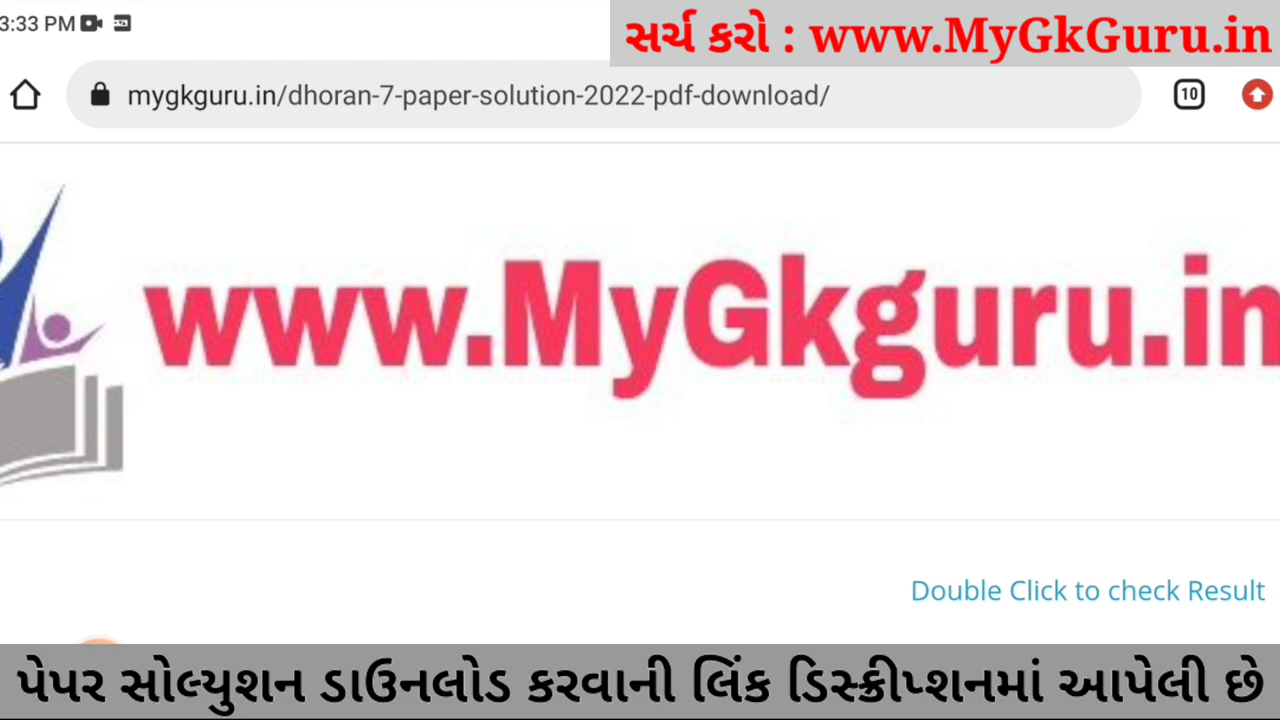 3:33 PM
સર્ચ કરો : www.MyGkGuru.in
mygkguru.in/dhoran-7-paper-solution-2022-pdf-download/
10
www.MyGkguru.in
Double Click to check Result
પેપર સોલ્યુશન ડાઉનલોડ કરવાની લિંક ડિસ્ક્રીપ્શનમાં આપેલી છે